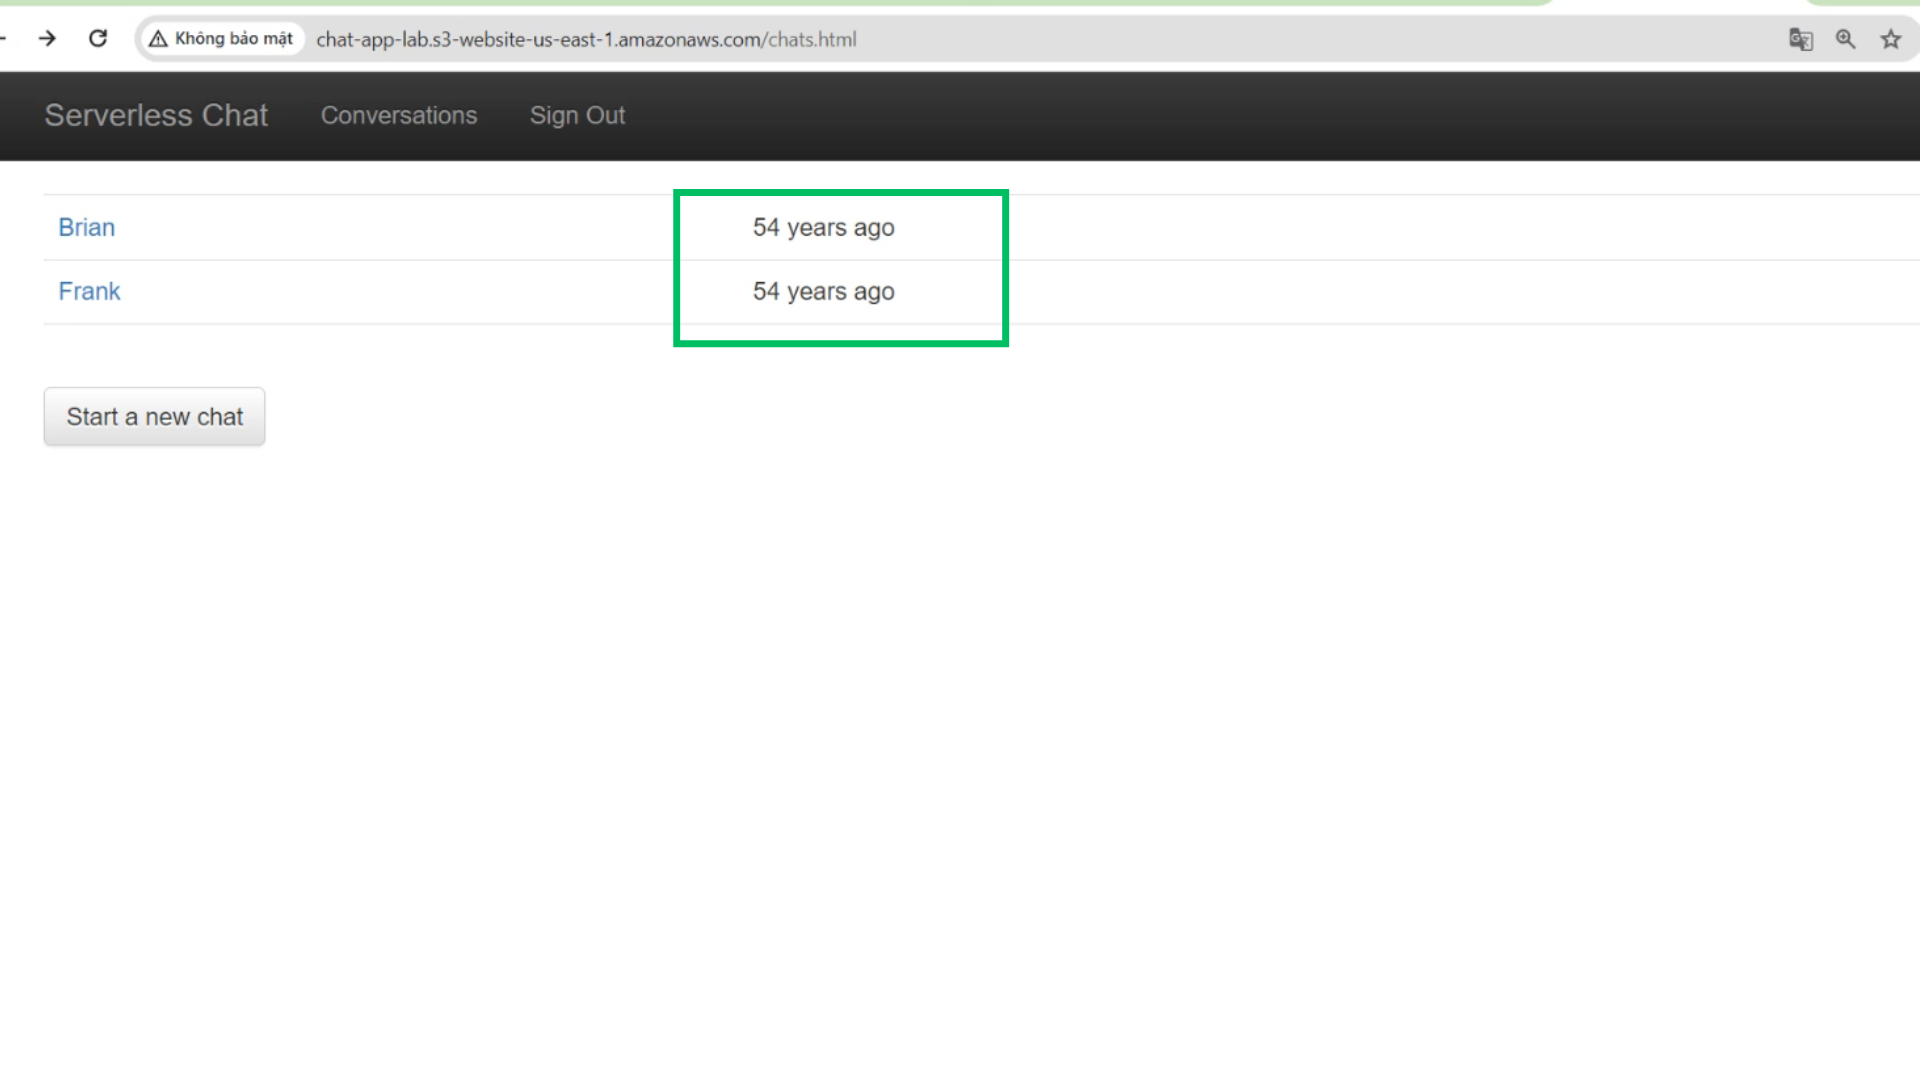 Không bảo mật chat-app-lab.s3-website-us-east-1.amazonaws.com/chats.html
Serverless Chat Conversations Sign Out
Brian 54 years ago
Frank 54 years ago
Start a new chat